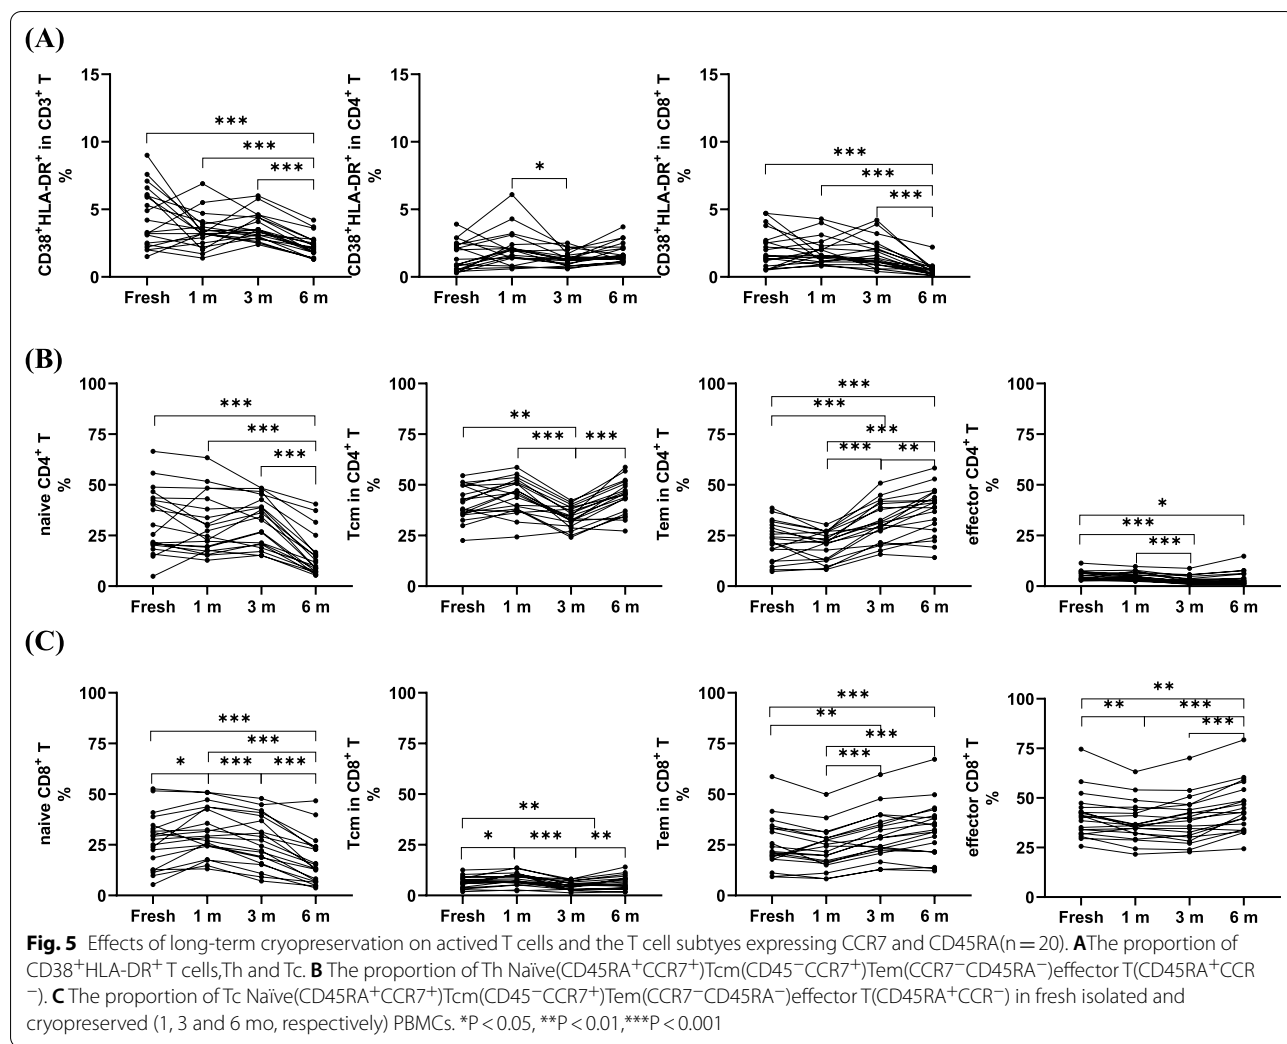 (A)
CD38+HLA-DR+ in CD3+ T
%
15
10
5
0
***
***
***
Fresh 1 m 3 m 6 m
CD38+HLA-DR+ in CD4+ T
%
15
10
5
0
*
Fresh 1 m 3 m 6 m
CD38+HLA-DR+ in CD8+ T
%
15
10
5
0
***
***
***
Fresh 1 m 3 m 6 m
(B)
naive CD4+ T
%
100
75
50
25
0
***
***
***
Fresh 1 m 3 m 6 m
Tcm in CD4+ T
%
100
75
50
25
0
**
*** ***
Fresh 1 m 3 m 6 m
Tem in CD4+ T
%
100
75
50
25
0
***
***
***
*** **
Fresh 1 m 3 m 6 m
effector CD4+ T
%
100
75
50
25
0
*
***
***
Fresh 1 m 3 m 6 m
(C)
naive CD8+ T
%
100
75
50
25
0
***
***
* *** ***
Fresh 1 m 3 m 6 m
Tcm in CD8+ T
%
100
75
50
25
0
**
* *** **
Fresh 1 m 3 m 6 m
Tem in CD8+ T
%
100
75
50
25
0
***
**
***
***
Fresh 1 m 3 m 6 m
effector CD8+ T
%
100
75
50
25
0
**
** ***
***
Fresh 1 m 3 m 6 m
Fig. 5 Effects of long-term cryopreservation on actived T cells and the T cell subtyes expressing CCR7 and CD45RA(n = 20). AThe proportion of
CD38+HLA-DR+ T cells,Th and Tc. B The proportion of Th Naïve(CD45RA+CCR7+)Tcm(CD45−CCR7+)Tem(CCR7−CD45RA−)effector T(CD45RA+CCR
−). C The proportion of Tc Naïve(CD45RA+CCR7+)Tcm(CD45−CCR7+)Tem(CCR7−CD45RA−)effector T(CD45RA+CCR−) in fresh isolated and
cryopreserved (1, 3 and 6 mo, respectively) PBMCs. *P < 0.05, **P < 0.01,***P < 0.001